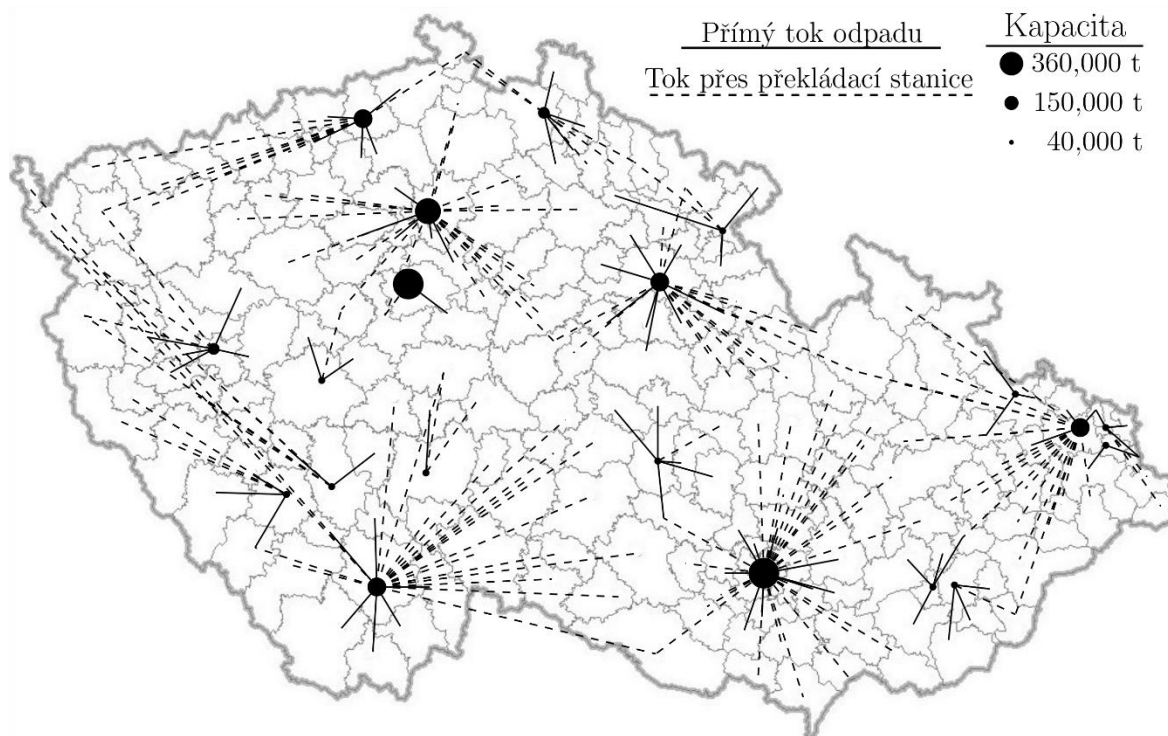 Přímý tok odpadu
Tok přes překládací stanice
Kapacita
360,000 t
150,000 t
40,000 t